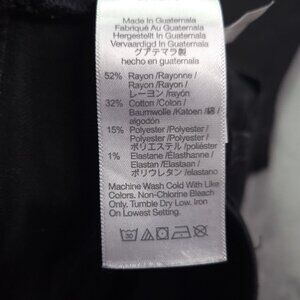 Made in Guatemala
Fabriqué au Guatemala
Hergestellt in Guatemala
Vervaardigd In Guatemala
グアテマラ製
hecho en guatemala
52% Rayon /Rayonne /
Rayon /Rayon /
レーヨン /rayón
32% Cotton /Coton /
Baumwolle /Katoen /綿 /
algodón
15% Polyester /Polyester /
Polyester /Polyester /
ポリエステル /poliéster
1% Elastane /Élasthanne /
Elastan /Elastaan /
ポリウレタン /elastano
Machine Wash Cold With Like
Colors. Non-Chlorine Bleach
Only. Tumble Dry Low. Iron
On Lowest Setting.